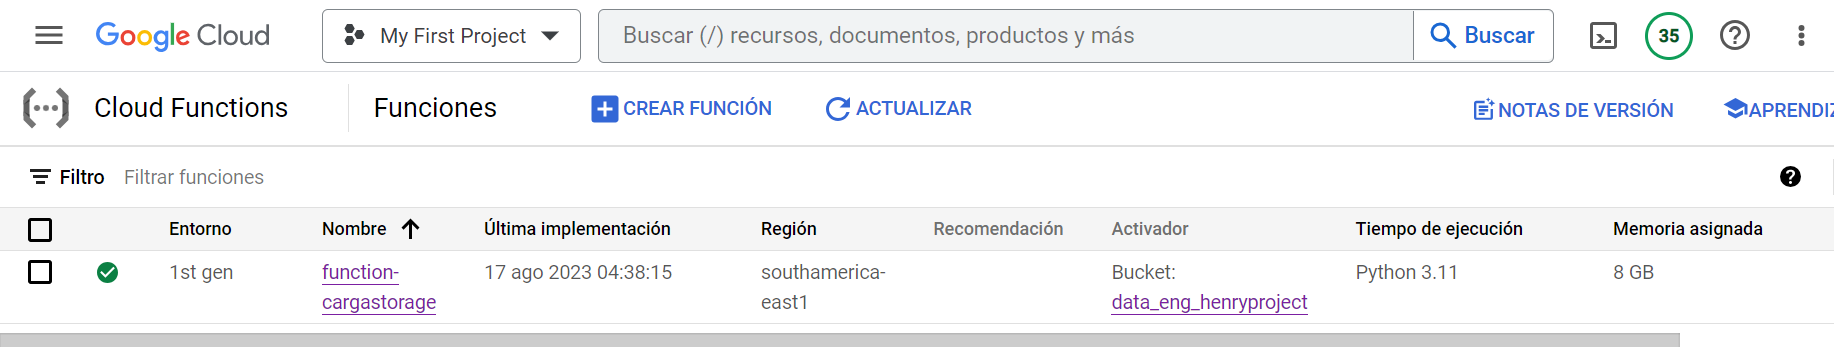 Google Cloud
My First Project
Buscar (/) recursos, documentos, productos y más
Buscar
35
Cloud Functions
Funciones
CREAR FUNCIÓN
ACTUALIZAR
NOTAS DE VERSIÓN
APRENDIZ
Filtro Filtrar funciones
Entorno Nombre Última implementación Región Recomendación Activador Tiempo de ejecución Memoria asignada
1st gen function- 17 ago 2023 04:38:15 southamerica- Bucket: Python 3.11 8 GB
cargastorage east1 data_eng_henryproject